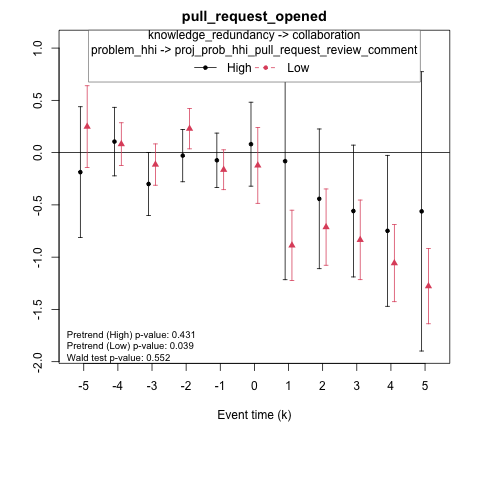 pull_request_opened
knowledge_redundancy -> collaboration
problem_hhi -> proj_prob_hhi_pull_request_review_comment
High Low
1.0
0.5
0.0
-0.5
-1.0
-1.5
-2.0
Pretrend (High) p-value: 0.431
Pretrend (Low) p-value: 0.039
Wald test p-value: 0.552
-5 -4 -3 -2 -1 0 1 2 3 4 5
Event time (k)